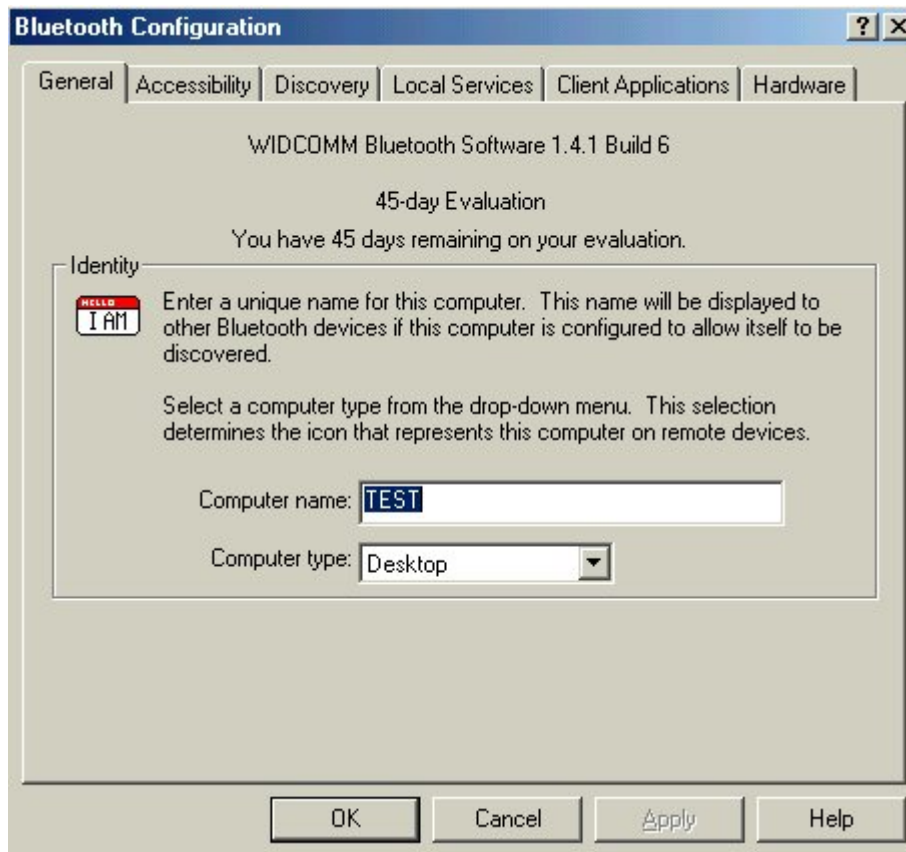 Bluetooth Configuration
General Accessibility Discovery Local Services Client Applications Hardware
WIDCOMM Bluetooth Software 1.4.1 Build 6
45-day Evaluation
You have 45 days remaining on your evaluation.
Identity
HELLO
I AM
Enter a unique name for this computer. This name will be displayed to
other Bluetooth devices if this computer is configured to allow itself to be
discovered.
Select a computer type from the drop-down menu. This selection
determines the icon that represents this computer on remote devices.
Computer name: TEST
Computer type: Desktop
OK Cancel Apply Help